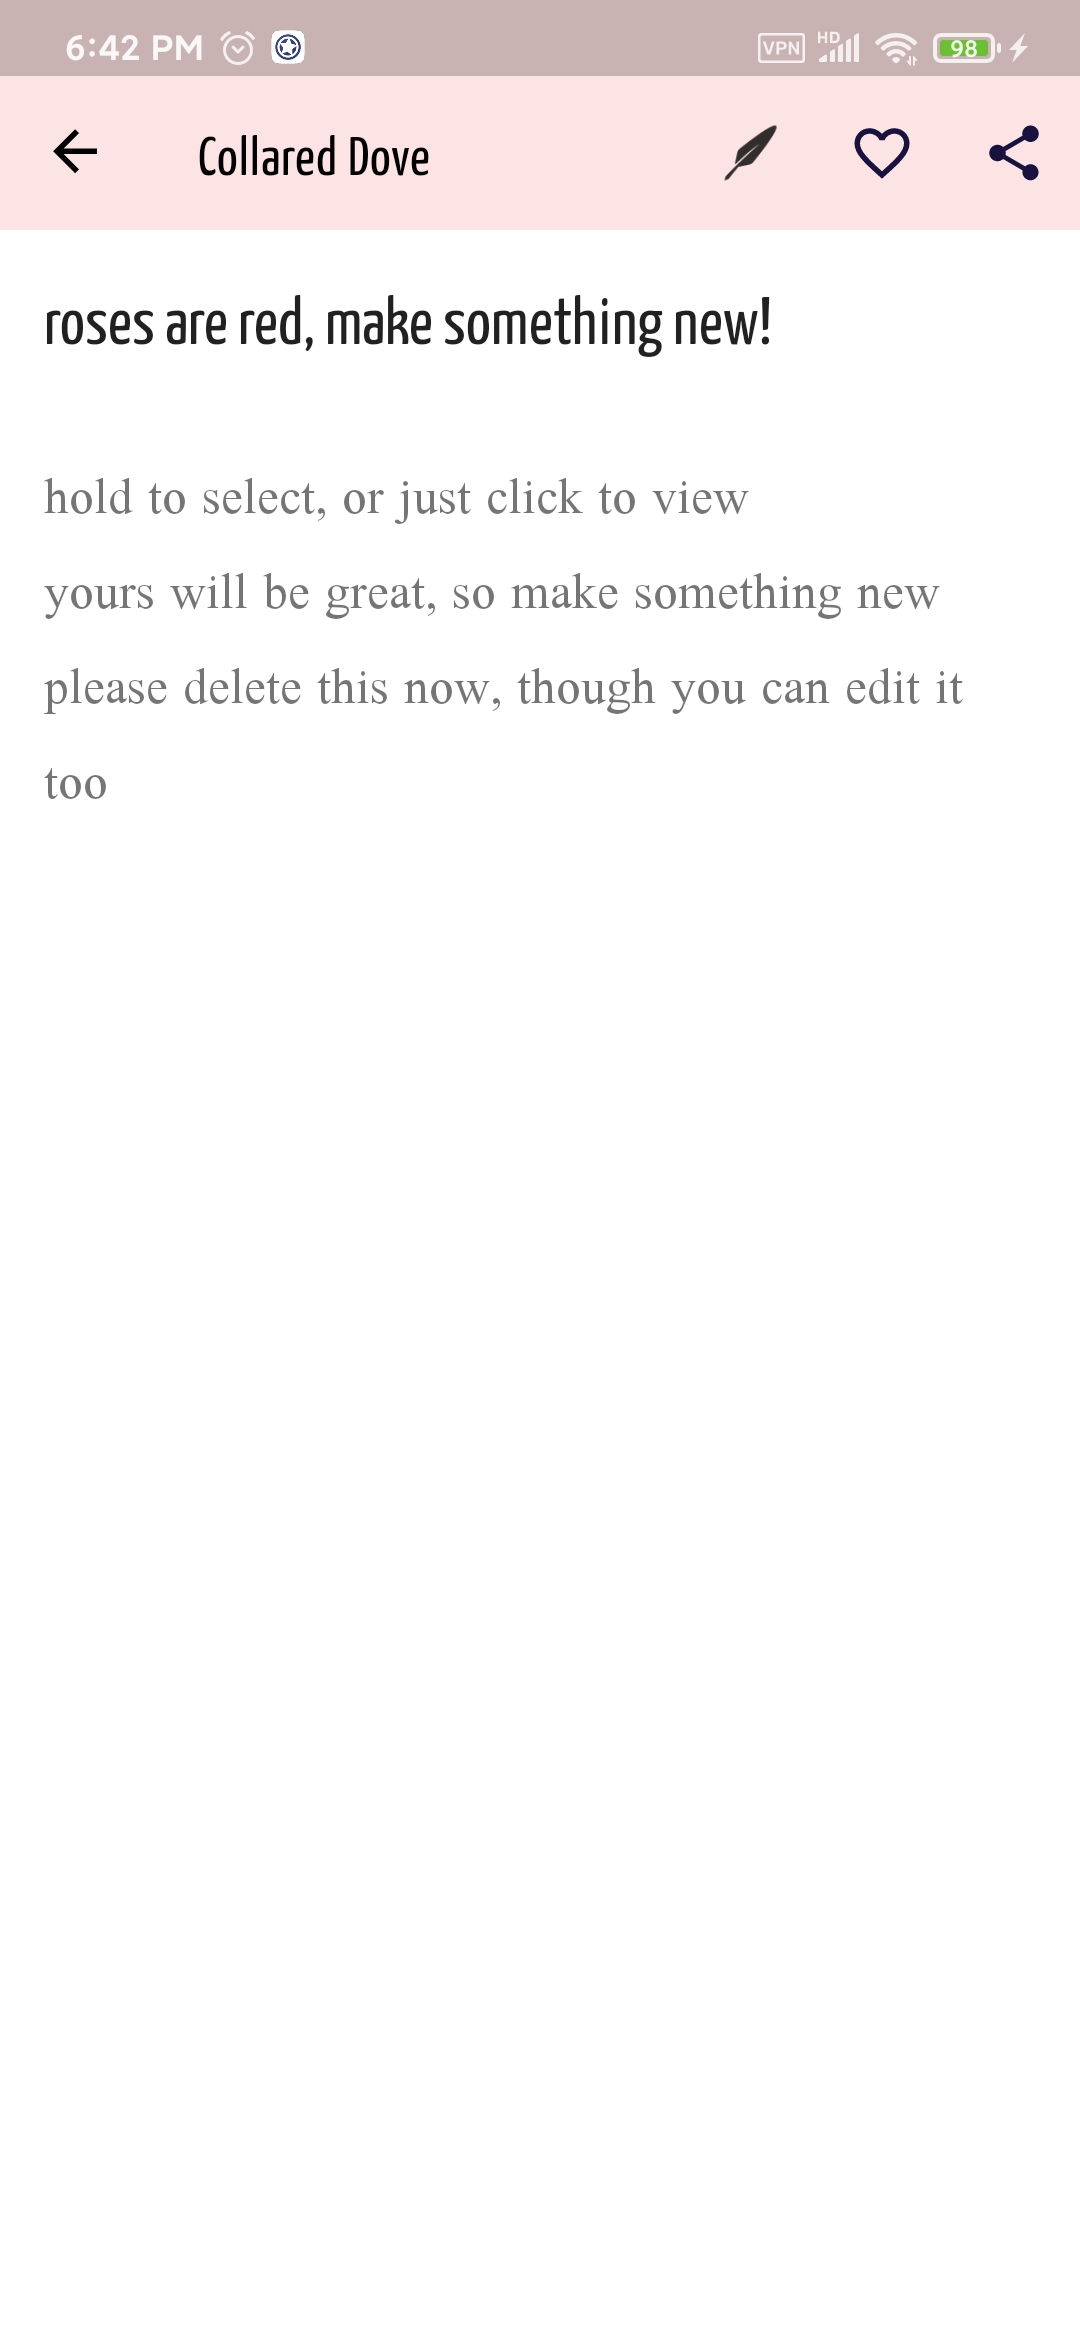 6:42 PM VPN HD 98
Collared Dove
roses are red, make something new!
hold to select, or just click to view
yours will be great, so make something new
please delete this now, though you can edit it
too